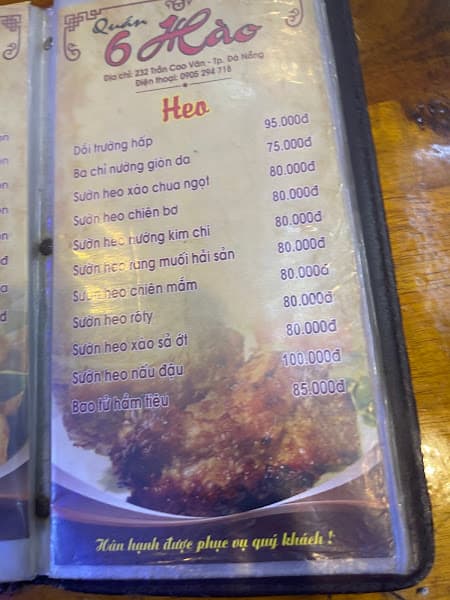 Quán
6 Hào
Địa chỉ: 232 Trần Cao Vân - Tp. Đà Nẵng
Điện thoại: 0905 294 716
Heo
Dồi trường hấp 95.000đ
Ba chỉ nướng giòn da 75.000đ
Sườn heo xào chua ngọt 80.000đ
Sườn heo chiên bơ 80.000đ
Sườn heo nướng kim chi 80.000đ
Sườn heo rang muối hải sản 80.000đ
Sườn heo chiên mắm 80.000đ
Sườn heo rôty 80.000đ
Sườn heo xào sả ớt 80.000đ
Sườn heo nấu đậu 100.000đ
Bao tử hầm tiêu 85.000đ
Hân hạnh được phục vụ quý khách !